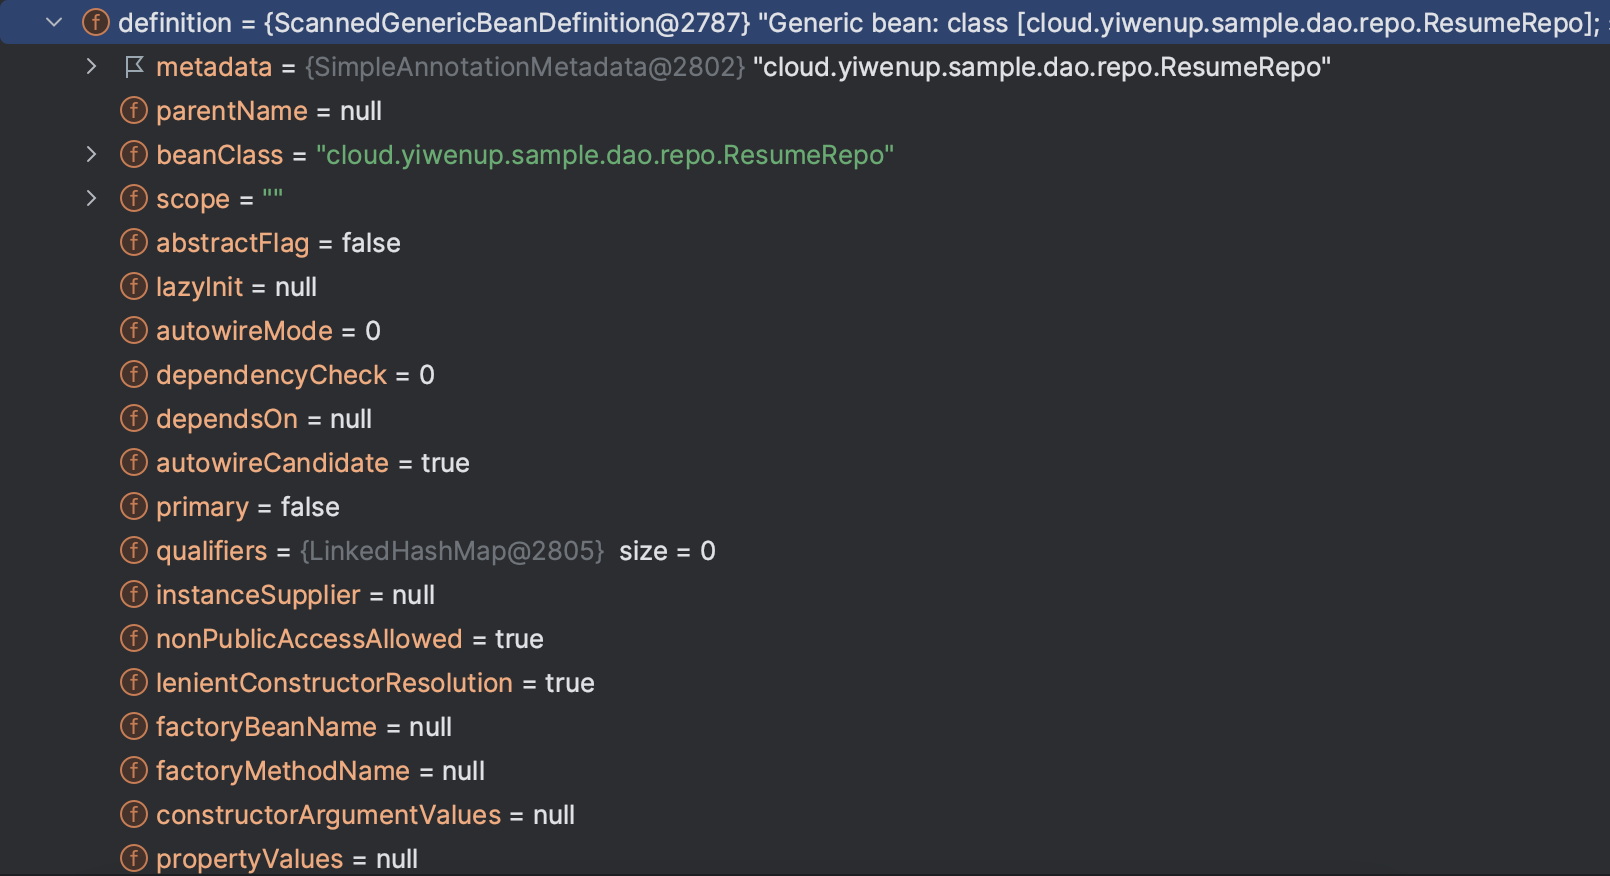 definition = {ScannedGenericBeanDefinition@2787} "Generic bean: class [cloud.yiwenup.sample.dao.repo.ResumeRepo];
metadata = {SimpleAnnotationMetadata@2802} "cloud.yiwenup.sample.dao.repo.ResumeRepo"
f parentName = null
f beanClass = "cloud.yiwenup.sample.dao.repo.ResumeRepo"
f scope = ""
f abstractFlag = false
f lazyInit = null
f autowireMode = 0
f dependencyCheck = 0
f dependsOn = null
f autowireCandidate = true
f primary = false
f qualifiers = {LinkedHashMap@2805} size = 0
f instanceSupplier = null
f nonPublicAccessAllowed = true
f lenientConstructorResolution = true
f factoryBeanName = null
f factoryMethodName = null
f constructorArgumentValues = null
f propertyValues = null